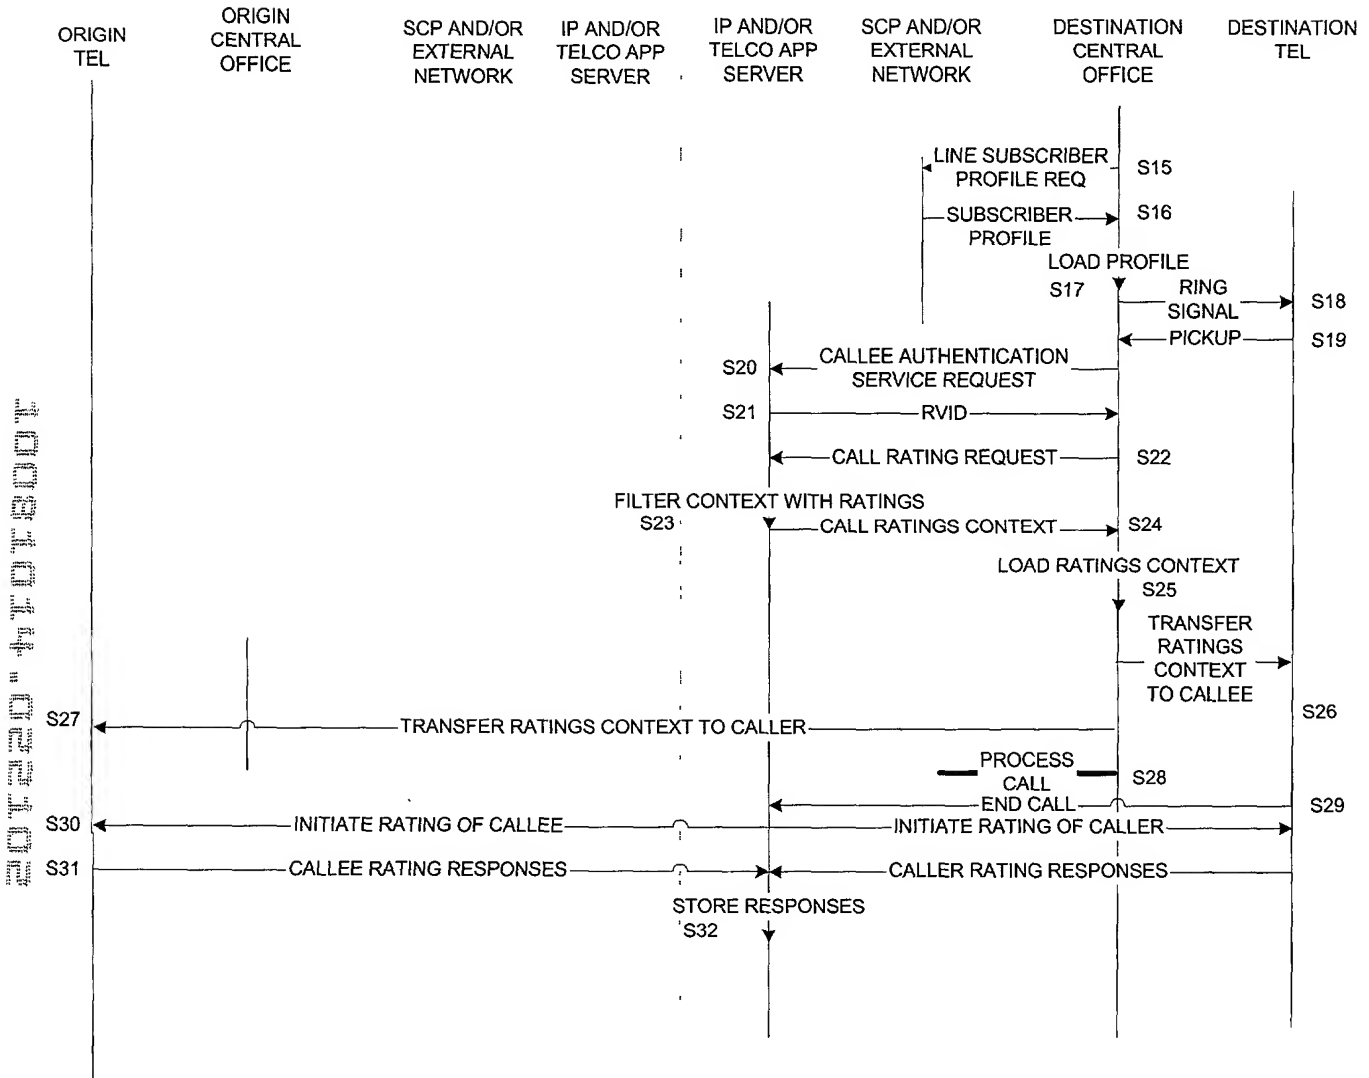 ORIGIN
TEL
ORIGIN
CENTRAL
OFFICE
SCP AND/OR
EXTERNAL
NETWORK
IP AND/OR
TELCO APP
SERVER
IP AND/OR
TELCO APP
SERVER
SCP AND/OR
EXTERNAL
NETWORK
DESTINATION
CENTRAL
OFFICE
DESTINATION
TEL
LINE SUBSCRIBER
PROFILE REQ
S15
SUBSCRIBER
PROFILE
S16
LOAD PROFILE
S17
RING
SIGNAL
S18
PICKUP
S19
S20
CALLEE AUTHENTICATION
SERVICE REQUEST
S21
RVID
CALL RATING REQUEST
S22
FILTER CONTEXT WITH RATINGS
S23
CALL RATINGS CONTEXT
S24
LOAD RATINGS CONTEXT
S25
TRANSFER
RATINGS
CONTEXT
TO CALLEE
S26
S27
TRANSFER RATINGS CONTEXT TO CALLER
PROCESS
CALL
S28
END CALL
S29
S30
INITIATE RATING OF CALLEE
INITIATE RATING OF CALLER
S31
CALLEE RATING RESPONSES
CALLER RATING RESPONSES
STORE RESPONSES
S32
10081014.022102